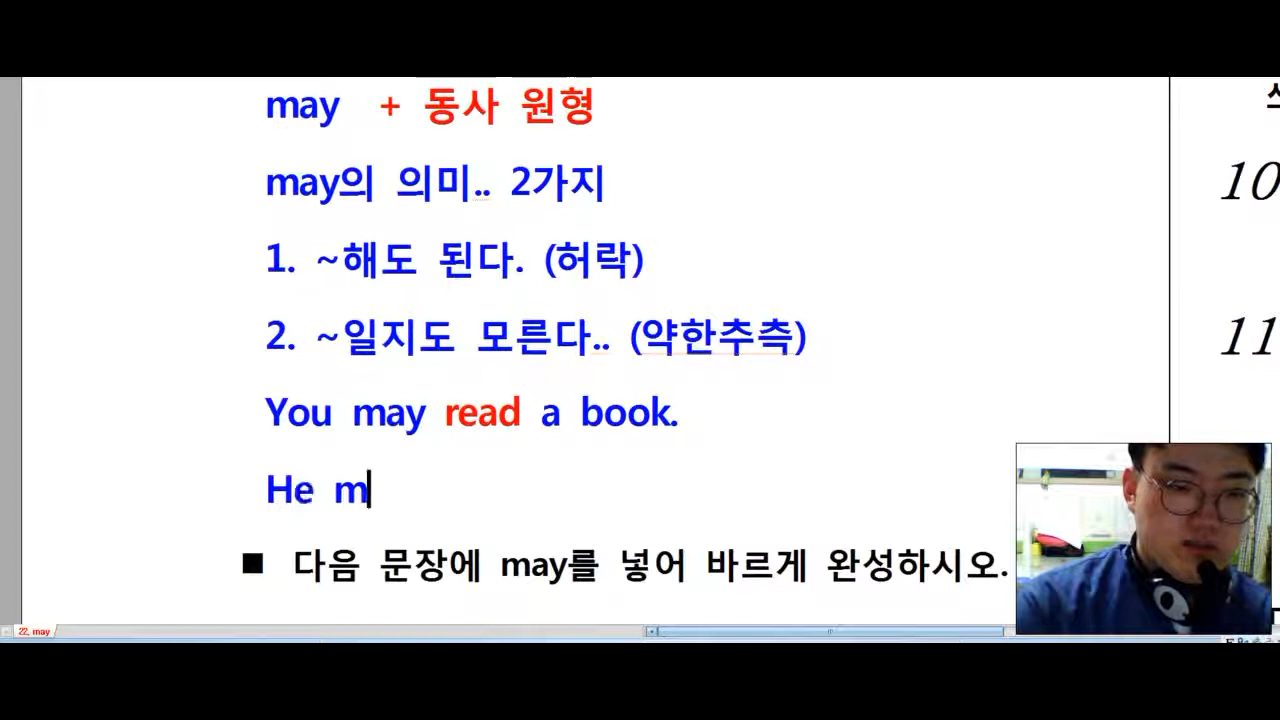 may + 동사 원형
may의 의미.. 2가지
1. ~해도 된다. (허락)
2. ~일지도 모른다.. (약한추측)
You may read a book.
He m
■ 다음 문장에 may를 넣어 바르게 완성하시오.
10
11
22. may